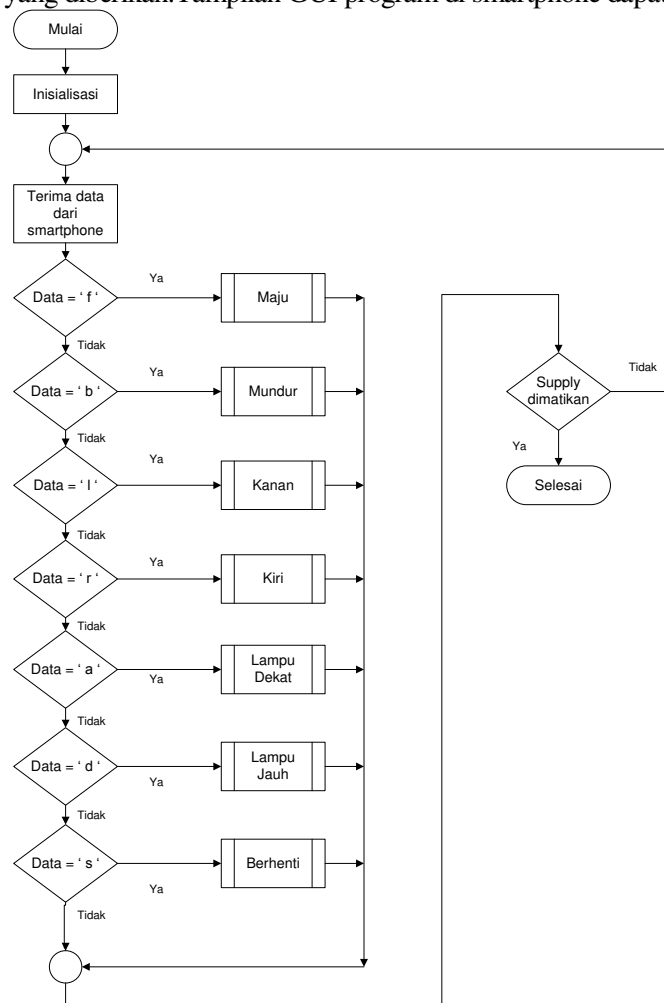 yang diberikan. Tampilan GUI program di smartphone dapat
Mulai
Inisialisasi
Terima data
dari
smartphone
Data = ‘ f ‘
Ya
Maju
Tidak
Data = ‘ b ‘
Ya
Mundur
Tidak
Data = ‘ l ‘
Ya
Kanan
Tidak
Data = ‘ r ‘
Ya
Kiri
Tidak
Data = ‘ a ‘
Ya
Lampu
Dekat
Tidak
Data = ‘ d ‘
Ya
Lampu
Jauh
Tidak
Data = ‘ s ‘
Ya
Berhenti
Tidak
Supply
dimatikan
Tidak
Ya
Selesai